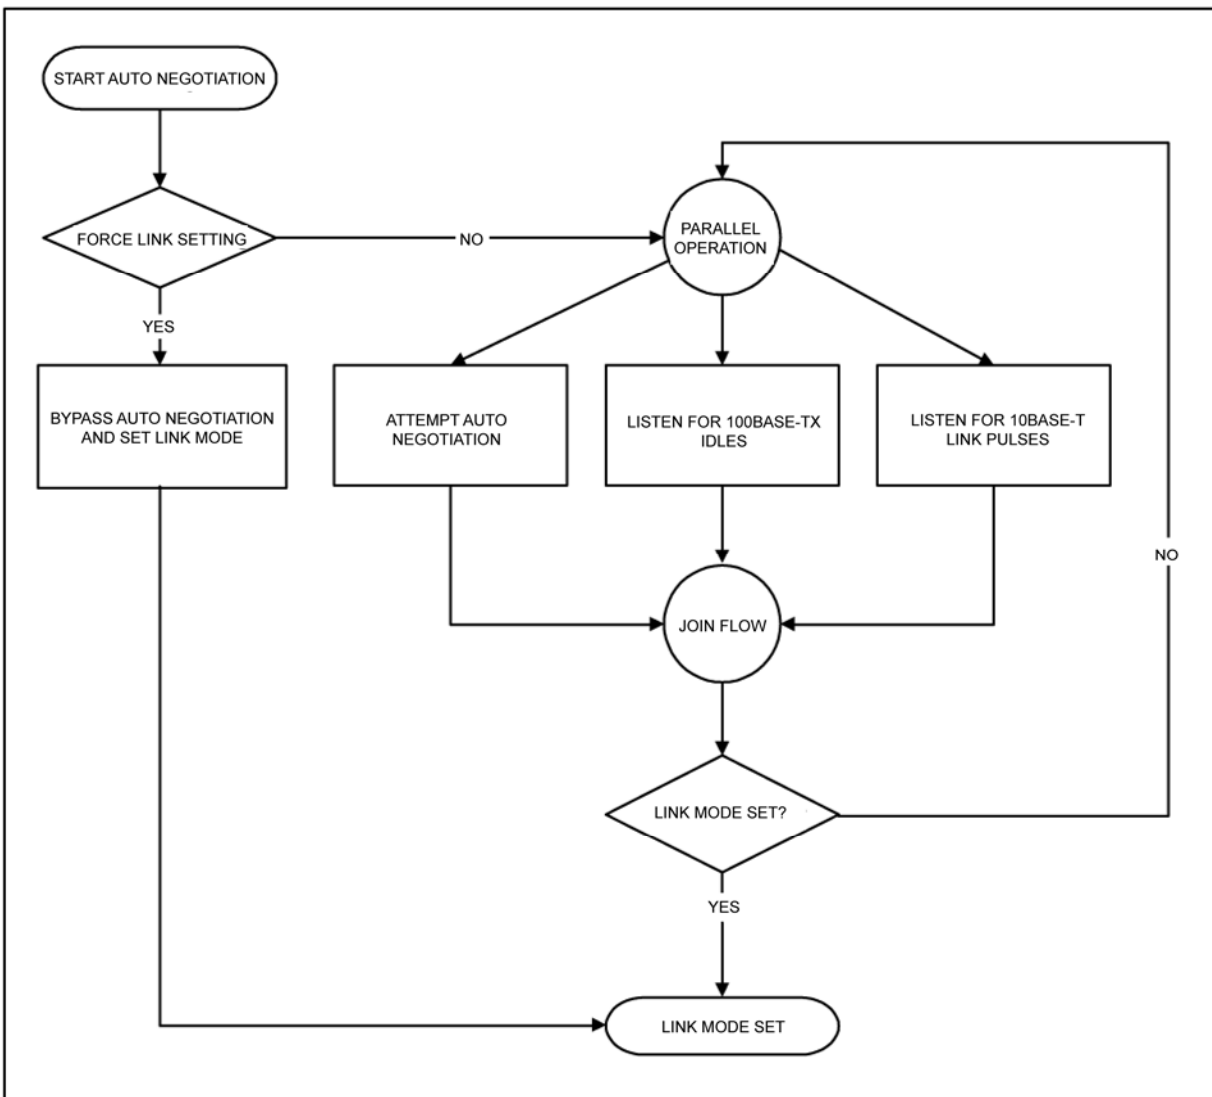 START AUTO NEGOTIATION
FORCE LINK SETTING
NO
PARALLEL
OPERATION
YES
BYPASS AUTO NEGOTIATION
AND SET LINK MODE
ATTEMPT AUTO
NEGOTIATION
LISTEN FOR 100BASE-TX
IDLES
LISTEN FOR 10BASE-T
LINK PULSES
NO
JOIN FLOW
LINK MODE SET?
YES
LINK MODE SET